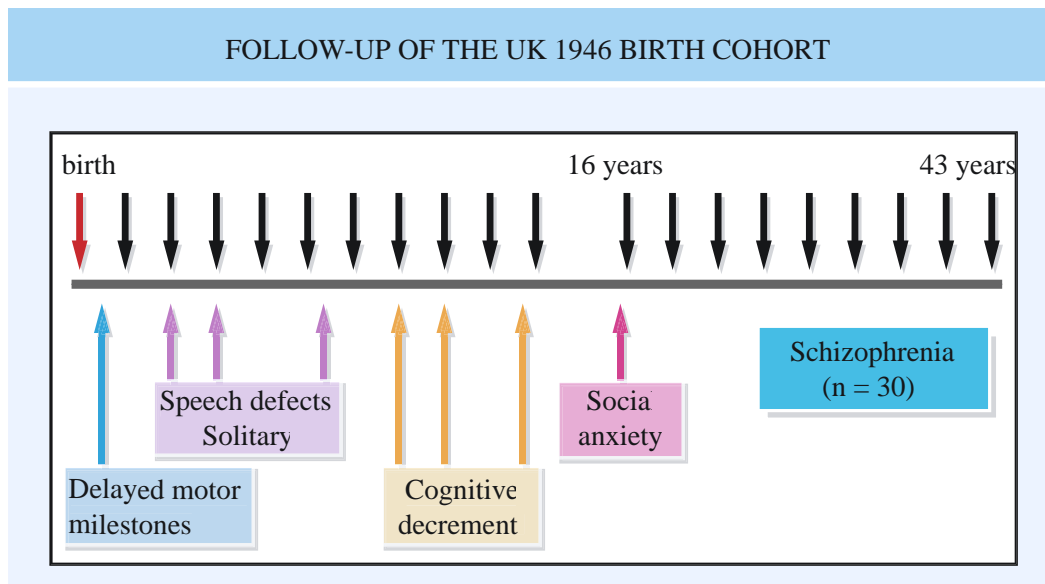 FOLLOW-UP OF THE UK 1946 BIRTH COHORT
birth
16 years
43 years
Speech defects
Solitary
Socia
anxiety
Schizophrenia
(n = 30)
Delayed motor
milestones
Cognitive
decrement